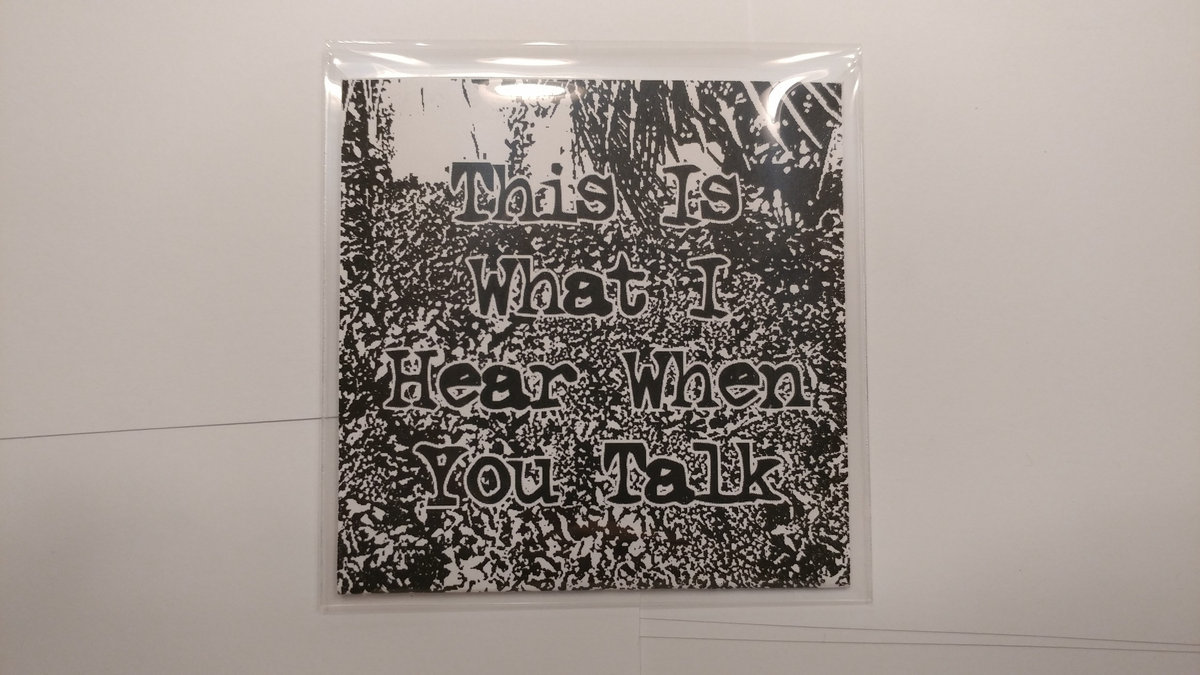 This Is
What I
Hear When
You Talk